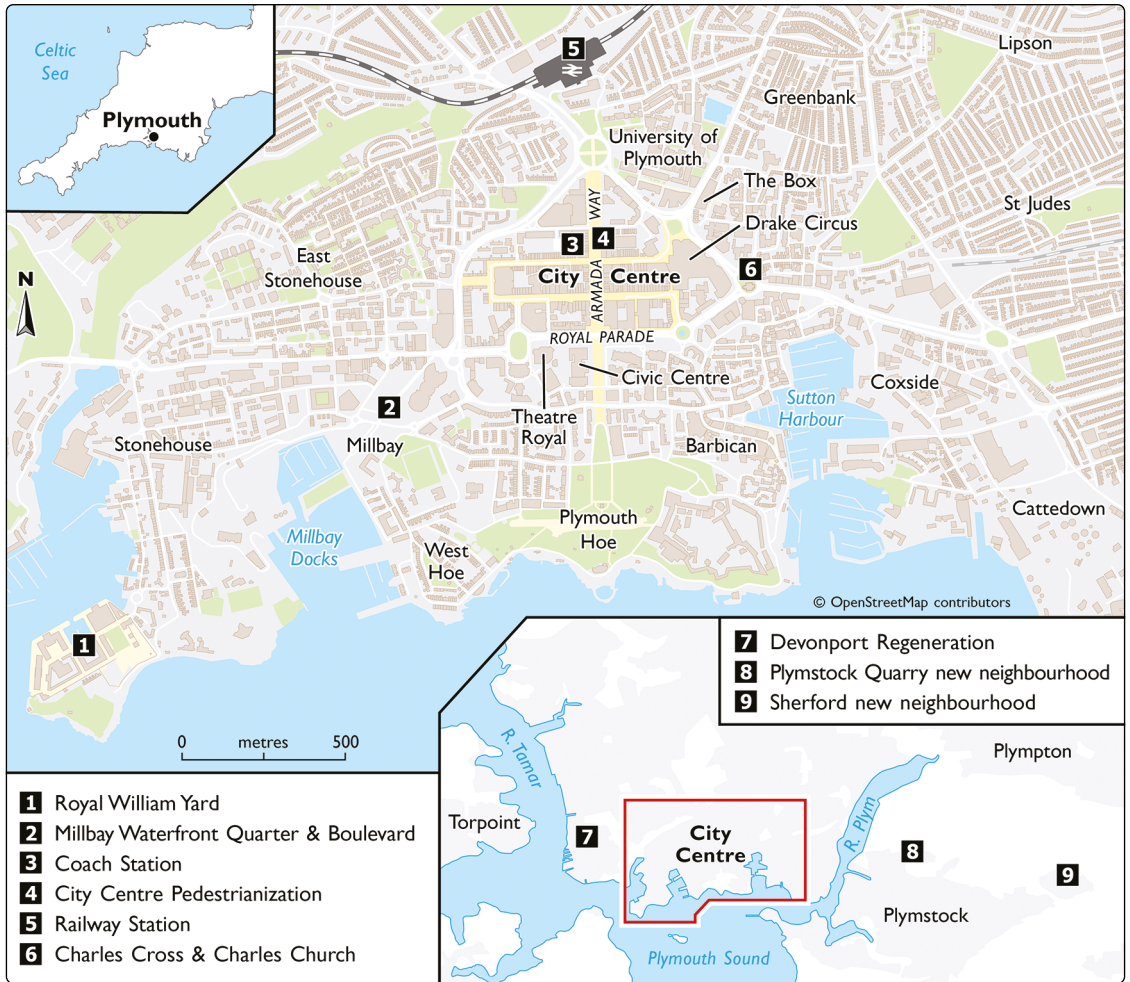 Celtic
Sea
Plymouth
5
Lipson
Greenbank
University of
Plymouth
The Box
St Judes
Drake Circus
ARMADA WAY
3
4
East
Stonehouse
City Centre
6
N
ROYAL PARADE
Civic Centre
Coxside
Sutton
Harbour
2
Theatre
Royal
Stonehouse
Millbay
Barbican
Cattedown
Plymouth
Hoe
Millbay
Docks
West
Hoe
© OpenStreetMap contributors
1
0 metres 500
7 Devonport Regeneration
8 Plymstock Quarry new neighbourhood
9 Sherford new neighbourhood
1 Royal William Yard
2 Millbay Waterfront Quarter & Boulevard
3 Coach Station
4 City Centre Pedestrianization
5 Railway Station
6 Charles Cross & Charles Church
R. Tamar
Plympton
Torpoint
7
City
Centre
R. Plym
8
9
Plymstock
Plymouth Sound